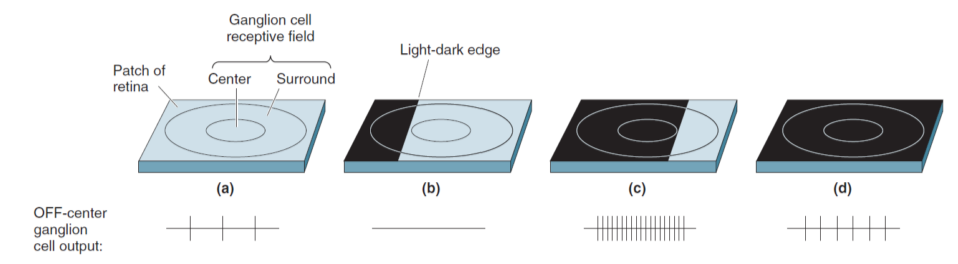 Ganglion cell
receptive field
Light-dark edge
Patch of
retina
Center
Surround
(a)
(b)
(c)
(d)
OFF-center
ganglion
cell output: